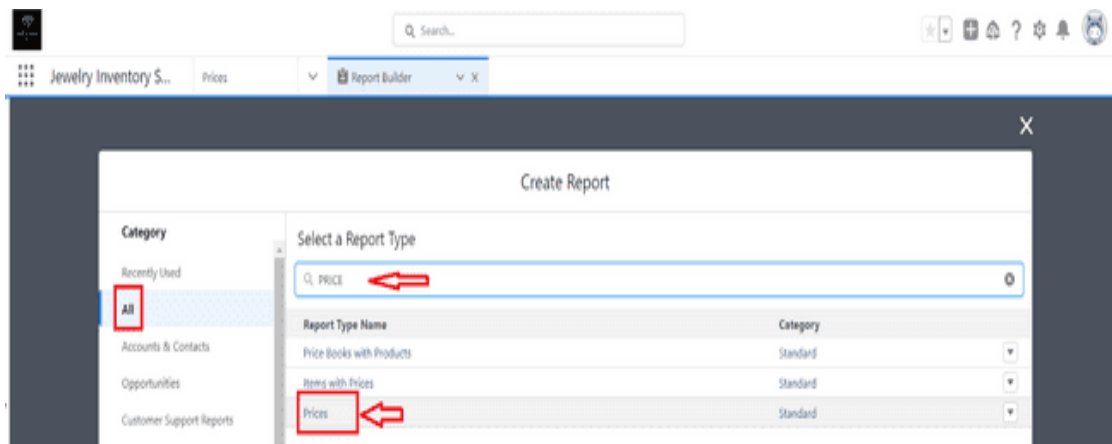 Search...
Jewelry Inventory S... Prices Report Builder
Create Report
Category
Recently Used
All
Accounts & Contacts
Opportunities
Customer Support Reports
Select a Report Type
PRICE
Report Type Name Category
Price Books with Products Standard
Items with Prices Standard
Prices Standard